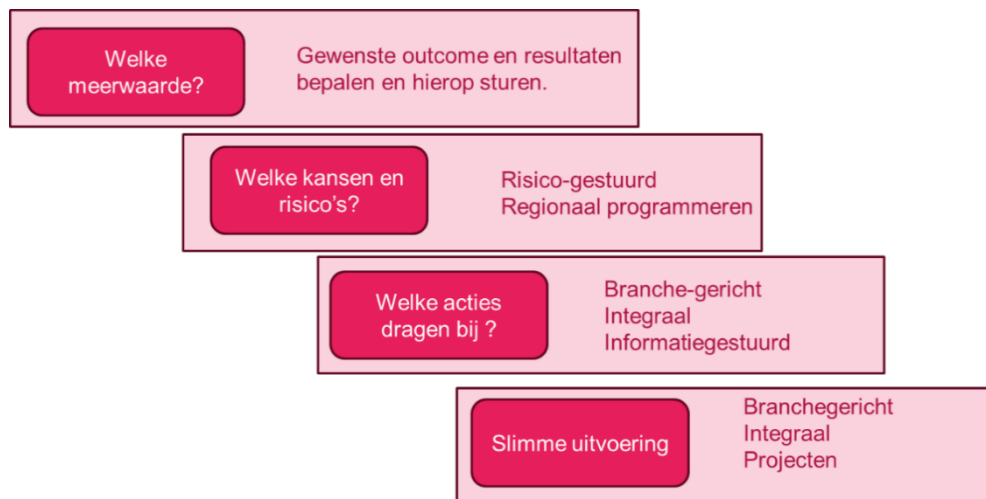 Welke
meerwaarde?
Gewenste outcome en resultaten
bepalen en hierop sturen.
Welke kansen en
risico's?
Risico-gestuurd
Regionaal programmeren
Welke acties
dragen bij ?
Branche-gericht
Integraal
Informatiegestuurd
Slimme uitvoering
Branchegericht
Integraal
Projecten